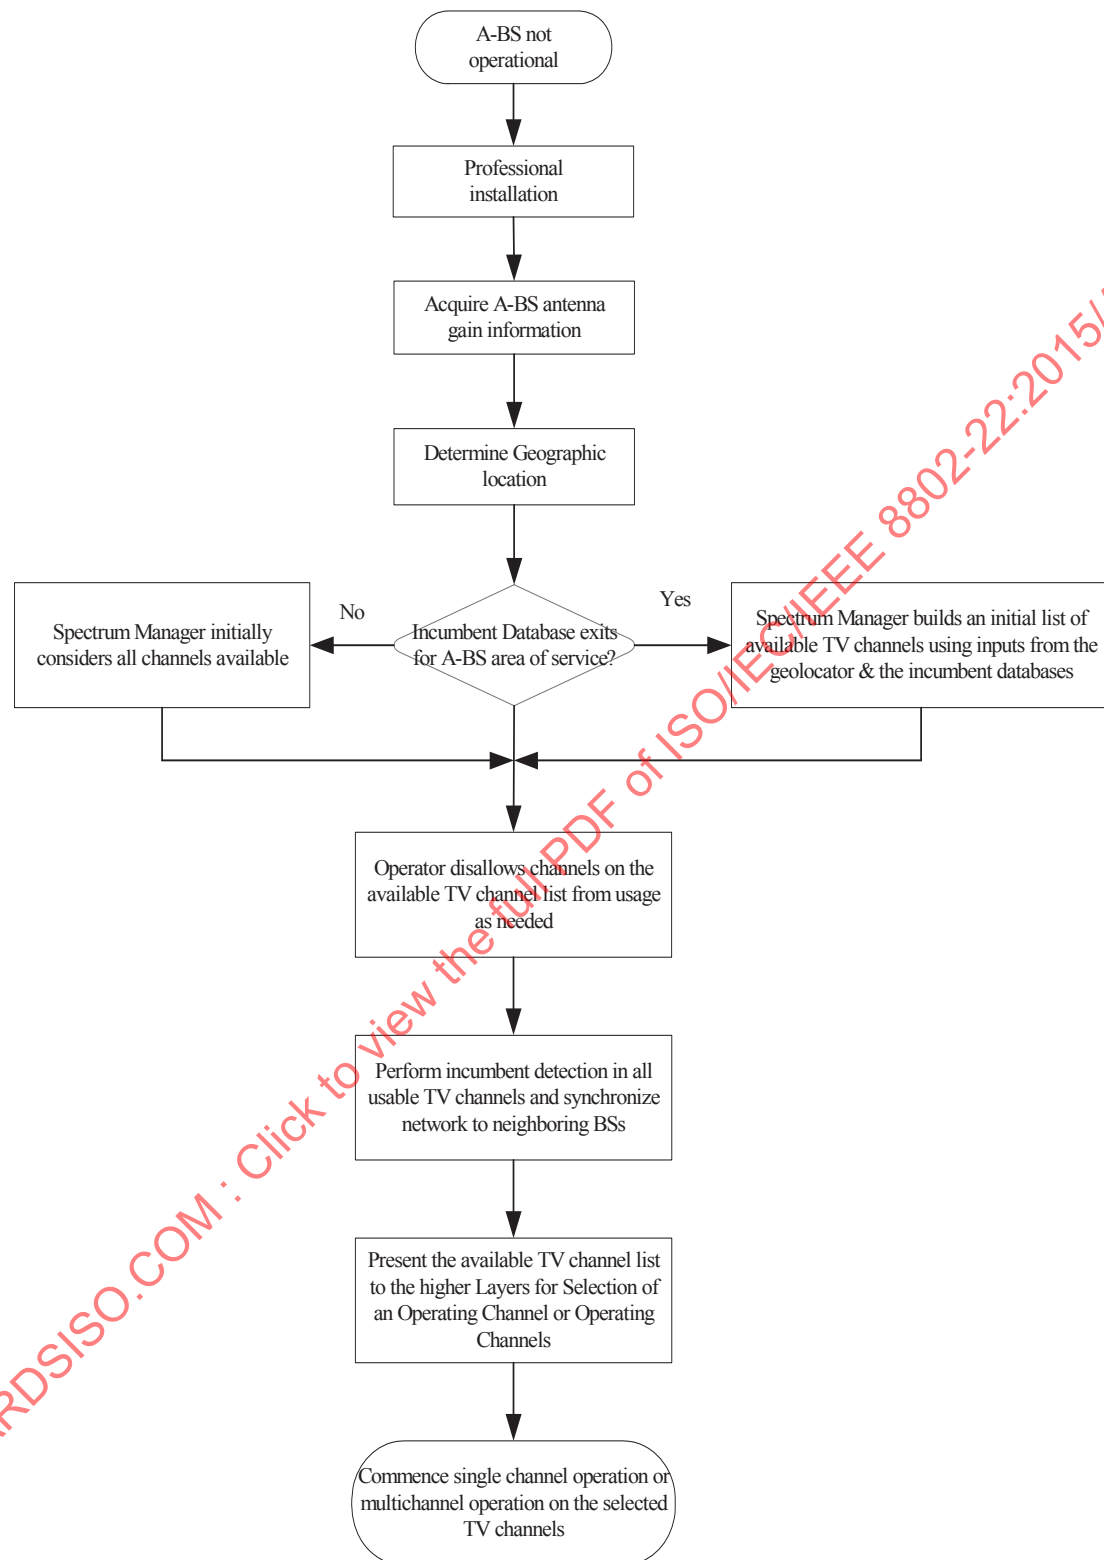 A-BS not
operational
Professional
installation
Acquire A-BS antenna
gain information
Determine Geographic
location
No
Yes
Incumbent Database exits
for A-BS area of service?
Spectrum Manager initially
considers all channels available
Spectrum Manager builds an initial list of
available TV channels using inputs from the
geolocator & the incumbent databases
Operator disallows channels on the
available TV channel list from usage
as needed
Perform incumbent detection in all
usable TV channels and synchronize
network to neighboring BSs
Present the available TV channel list
to the higher Layers for Selection of
an Operating Channel or Operating
Channels
Commence single channel operation or
multichannel operation on the selected
TV channels
ARDSISO.COM : Click to view the full PDF of ISO/IEC/IEEE 8802-22:2015/